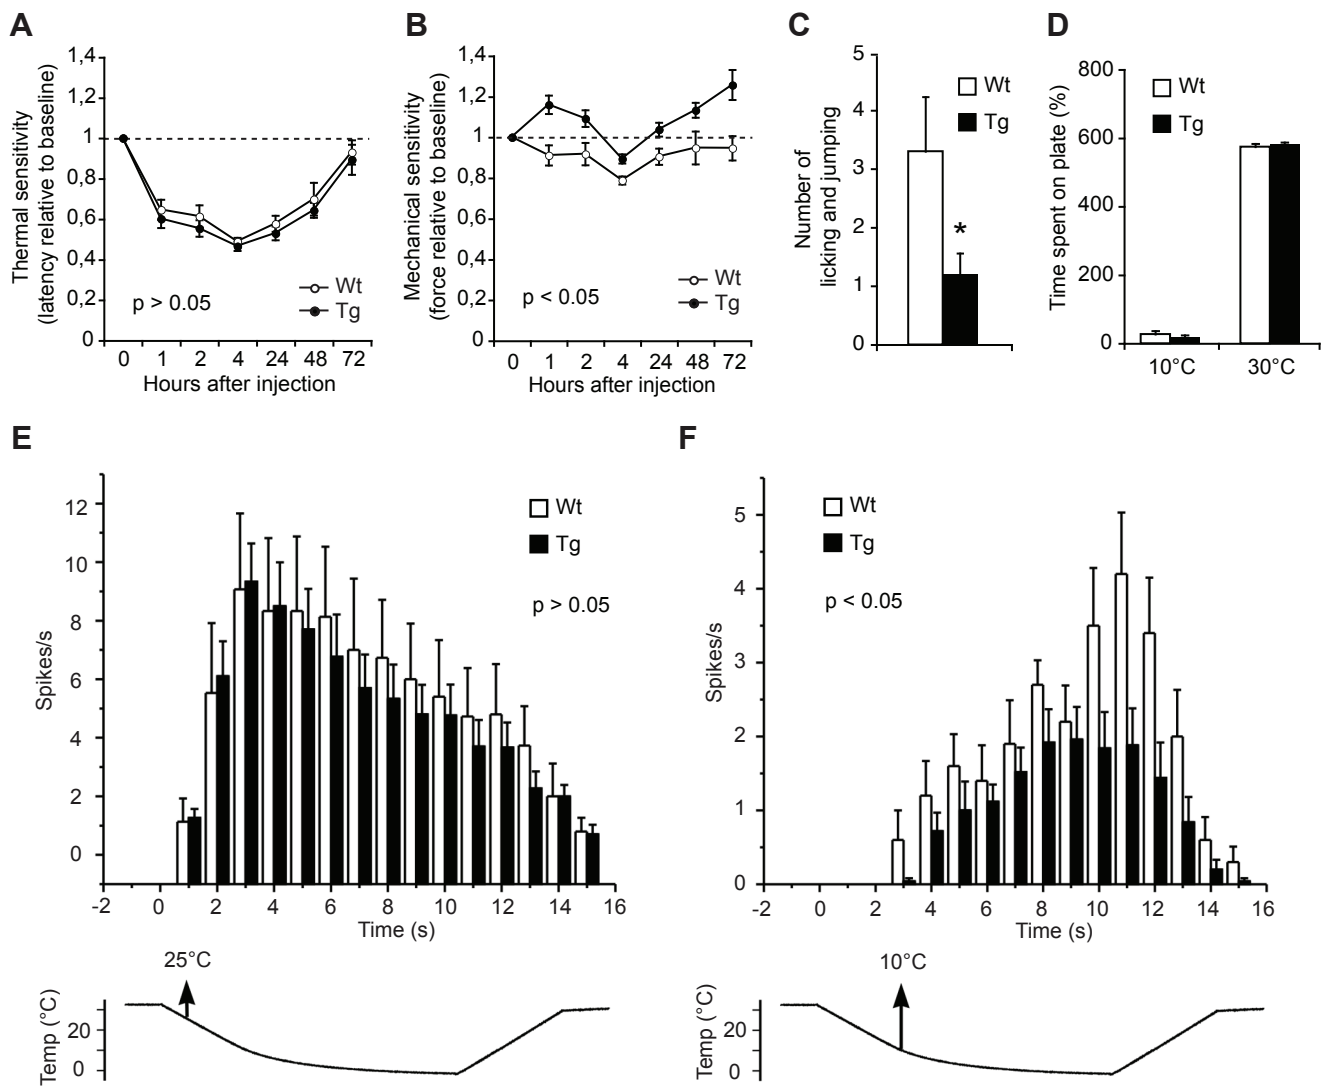 A
Thermal sensitivity
(latency relative to baseline)
1,4
1,2
1
0,8
0,6
0,4
0,2
0
p > 0.05
Wt
Tg
0 1 2 4 24 48 72
Hours after injection
B
Mechanical sensitivity
(force relative to baseline)
1,4
1,2
1
0,8
0,6
0,4
0,2
0
p < 0.05
Wt
Tg
0 1 2 4 24 48 72
Hours after injection
C
Number of
licking and jumping
5
4
3
2
1
0
Wt
Tg
*
D
Time spent on plate (%)
800
600
400
200
0
Wt
Tg
10°C 30°C
E
Spikes/s
12
10
8
6
4
2
0
Wt
Tg
p > 0.05
-2 0 2 4 6 8 10 12 14 16
Time (s)
25°C
Temp (°C)
20
0
F
Spikes/s
5
4
3
2
1
0
Wt
Tg
p < 0.05
-2 0 2 4 6 8 10 12 14 16
Time (s)
10°C
Temp (°C)
20
0